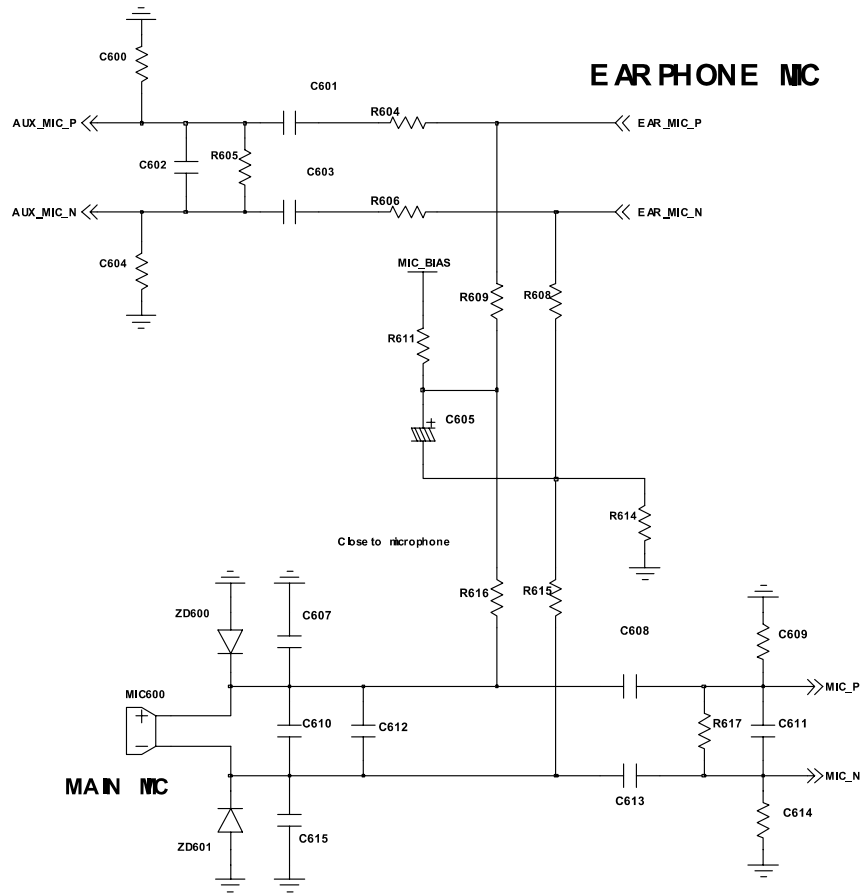 C600
EARPHONE MIC
C601
R604
AUX_MIC_P
EAR_MIC_P
C602
R605
C603
R606
AUX_MIC_N
EAR_MIC_N
C604
MIC_BIAS
R609
R608
R611
+
C605
R614
Close to microphone
R616
R615
ZD600
C607
C608
C609
MIC600
MIC_P
+
C610
C612
R617
C611
−
MAIN MIC
MIC_N
C613
C614
ZD601
C615